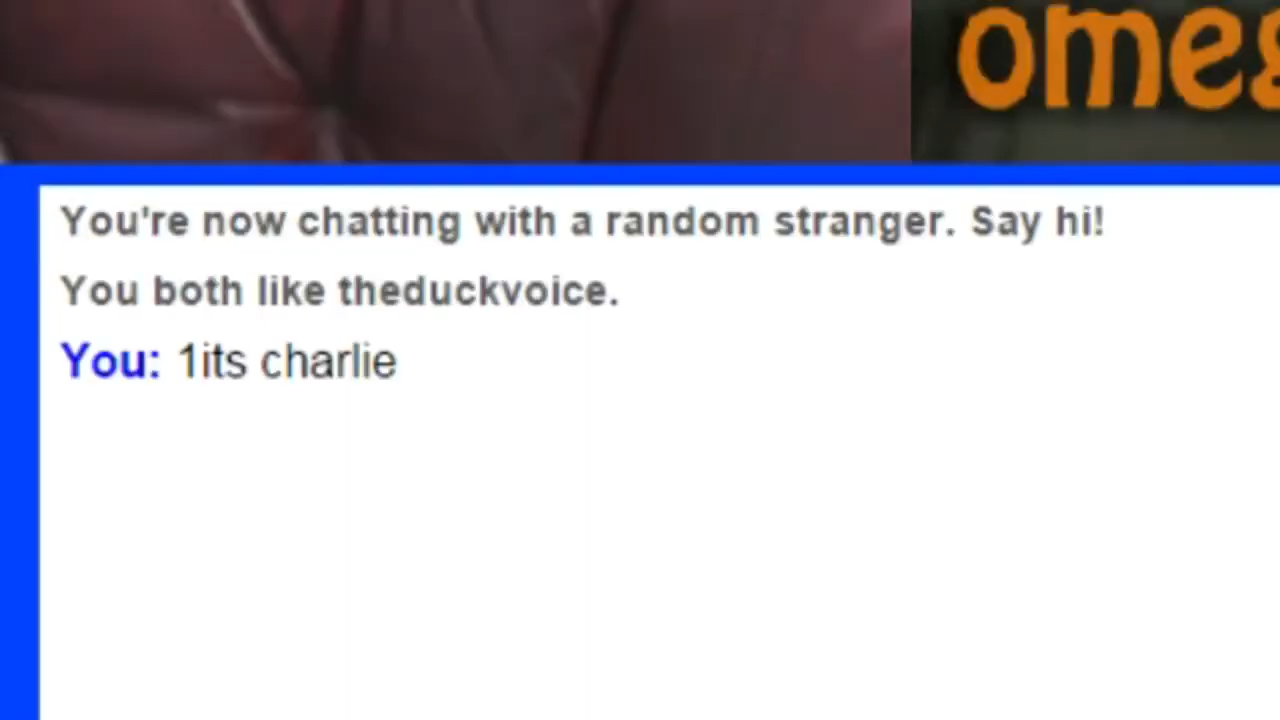 omeg
You're now chatting with a random stranger. Say hi!
You both like theduckvoice.
You: 1its charlie